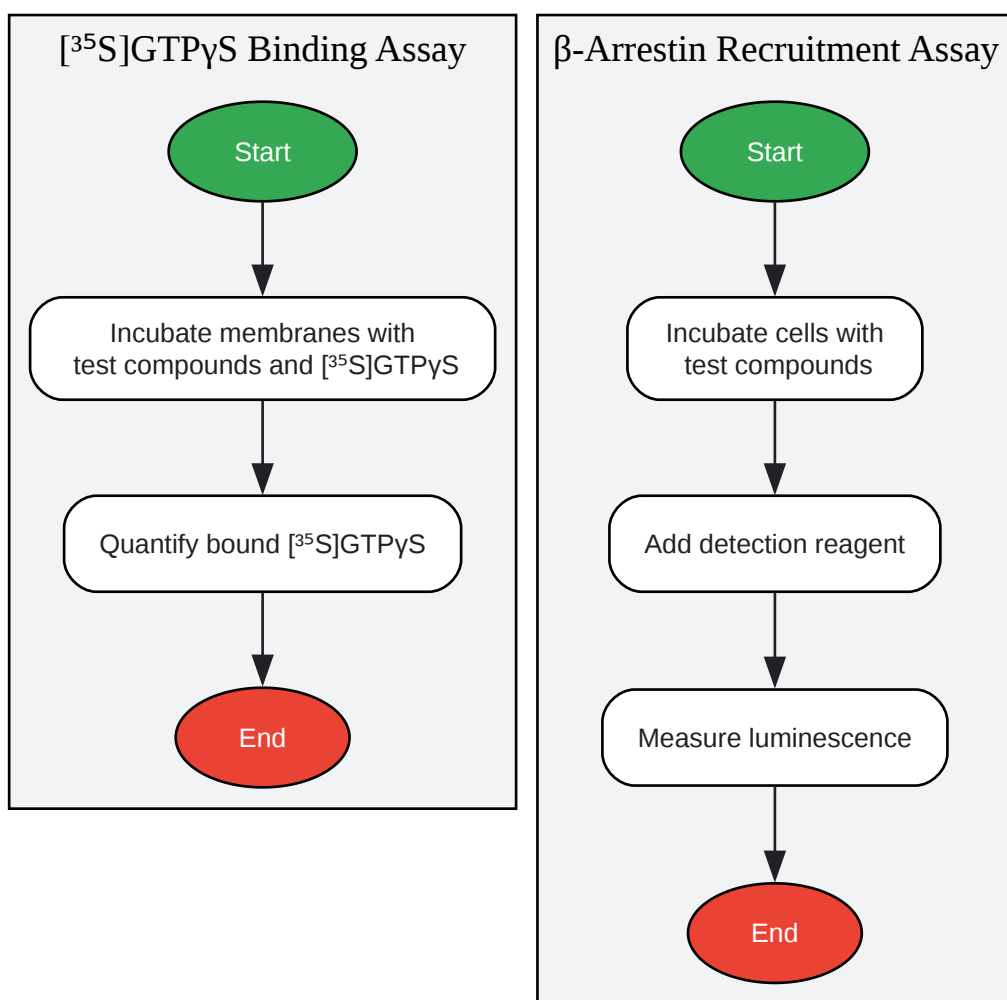 [³⁵S]GTPγS Binding Assay
Start
Incubate membranes with
test compounds and [³⁵S]GTPγS
Quantify bound [³⁵S]GTPγS
End
β-Arrestin Recruitment Assay
Start
Incubate cells with
test compounds
Add detection reagent
Measure luminescence
End